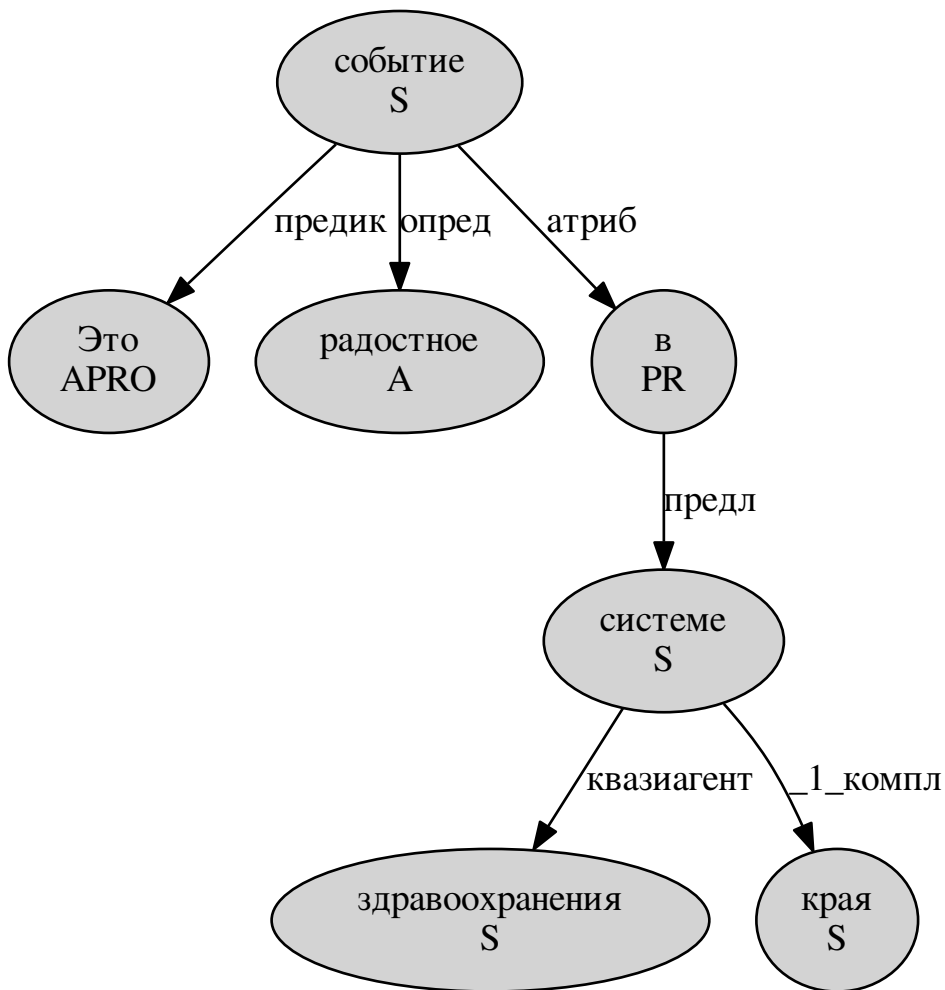 событие
S
предик
опред
атриб
Это
APRO
радостное
A
в
PR
предл
системе
S
квазиагент
_1_компл
здравоохранения
S
края
S